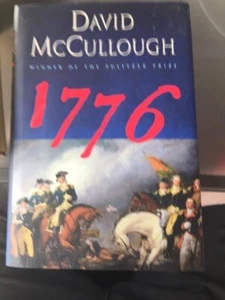 DAVID
McCULLOUGH
WINNER OF THE PULITZER PRIZE
1776